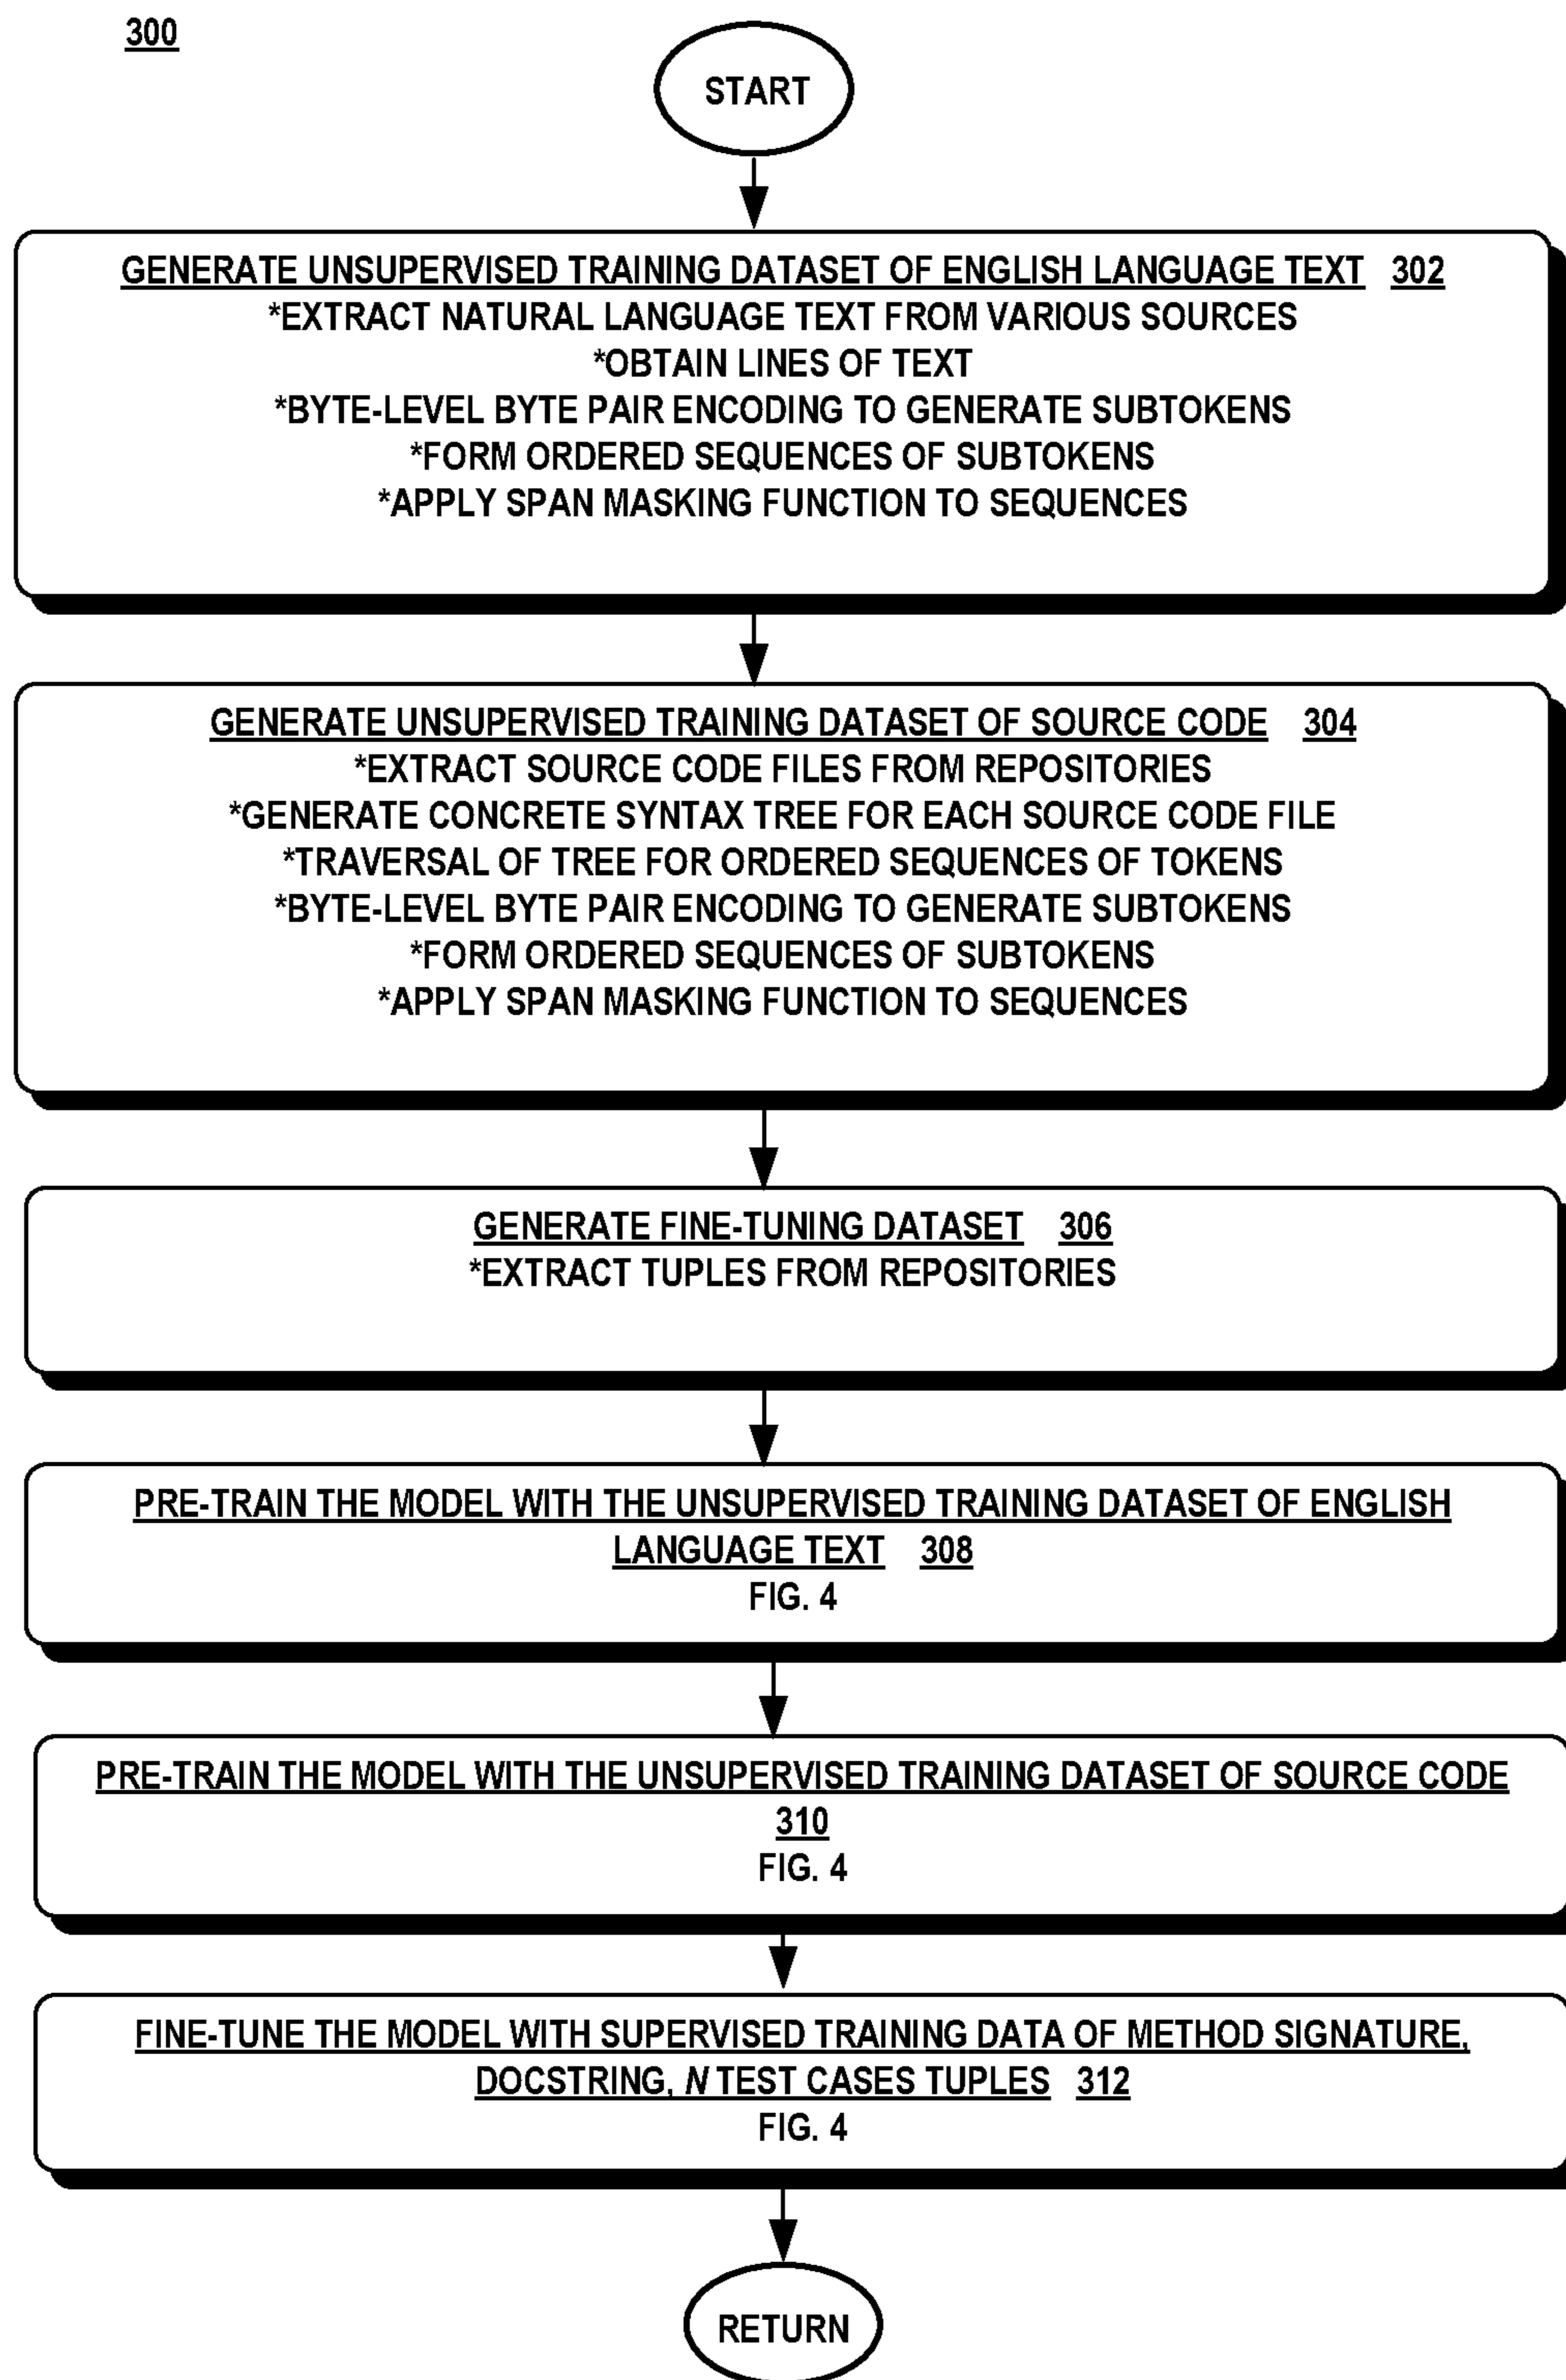 300
START
GENERATE UNSUPERVISED TRAINING DATASET OF ENGLISH LANGUAGE TEXT 302
*EXTRACT NATURAL LANGUAGE TEXT FROM VARIOUS SOURCES
*OBTAIN LINES OF TEXT
*BYTE-LEVEL BYTE PAIR ENCODING TO GENERATE SUBTOKENS
*FORM ORDERED SEQUENCES OF SUBTOKENS
*APPLY SPAN MASKING FUNCTION TO SEQUENCES
GENERATE UNSUPERVISED TRAINING DATASET OF SOURCE CODE 304
*EXTRACT SOURCE CODE FILES FROM REPOSITORIES
*GENERATE CONCRETE SYNTAX TREE FOR EACH SOURCE CODE FILE
*TRAVERSAL OF TREE FOR ORDERED SEQUENCES OF TOKENS
*BYTE-LEVEL BYTE PAIR ENCODING TO GENERATE SUBTOKENS
*FORM ORDERED SEQUENCES OF SUBTOKENS
*APPLY SPAN MASKING FUNCTION TO SEQUENCES
GENERATE FINE-TUNING DATASET 306
*EXTRACT TUPLES FROM REPOSITORIES
PRE-TRAIN THE MODEL WITH THE UNSUPERVISED TRAINING DATASET OF ENGLISH
LANGUAGE TEXT 308
FIG. 4
PRE-TRAIN THE MODEL WITH THE UNSUPERVISED TRAINING DATASET OF SOURCE CODE
310
FIG. 4
FINE-TUNE THE MODEL WITH SUPERVISED TRAINING DATA OF METHOD SIGNATURE,
DOCSTRING, N TEST CASES TUPLES 312
FIG. 4
RETURN